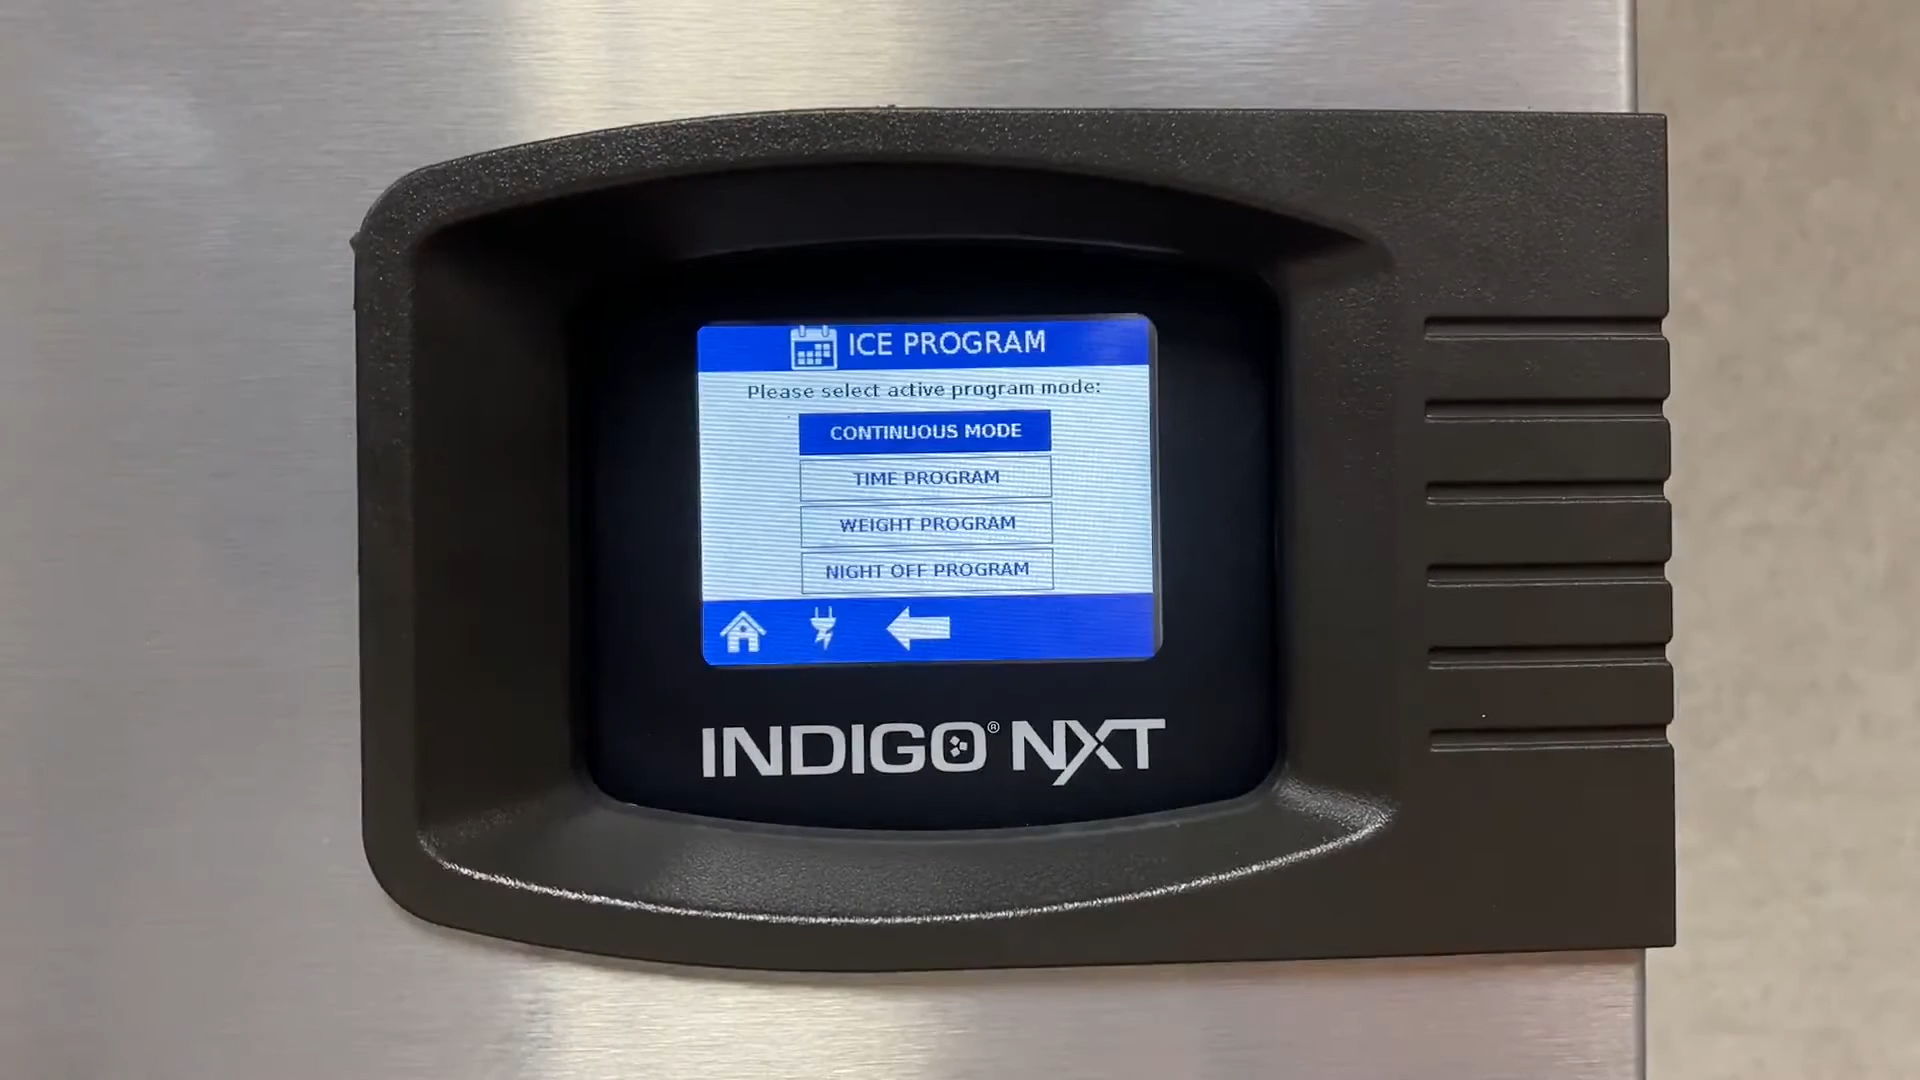 ICE PROGRAM
Please select active program mode:
CONTINUOUS MODE
TIME PROGRAM
WEIGHT PROGRAM
NIGHT OFF PROGRAM
INDIGO® NXT